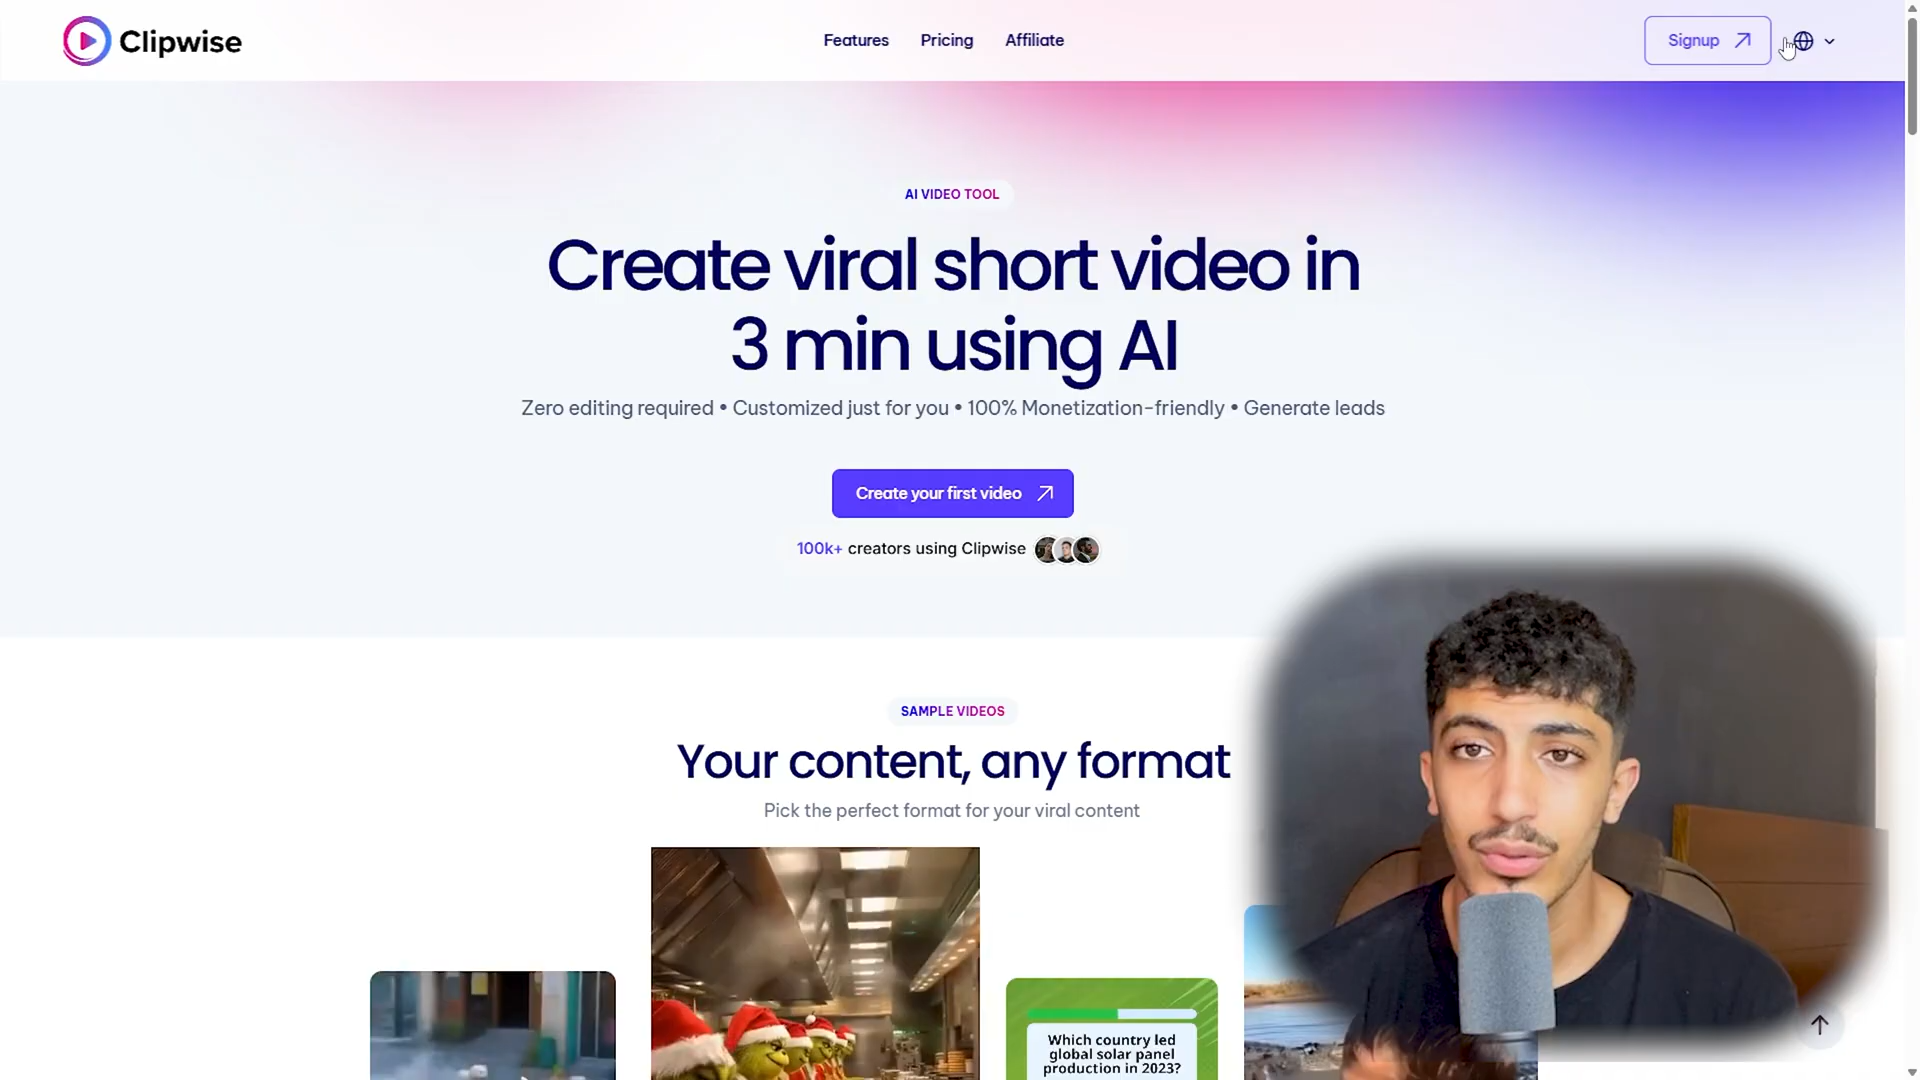 Clipwise
Features
Pricing
Affiliate
Signup
AI VIDEO TOOL
Create viral short video in
3 min using AI
Zero editing required • Customized just for you • 100% Monetization-friendly • Generate leads
Create your first video
100k+ creators using Clipwise
SAMPLE VIDEOS
Your content, any format
Pick the perfect format for your viral content
Which country led
global solar panel
production in 2023?